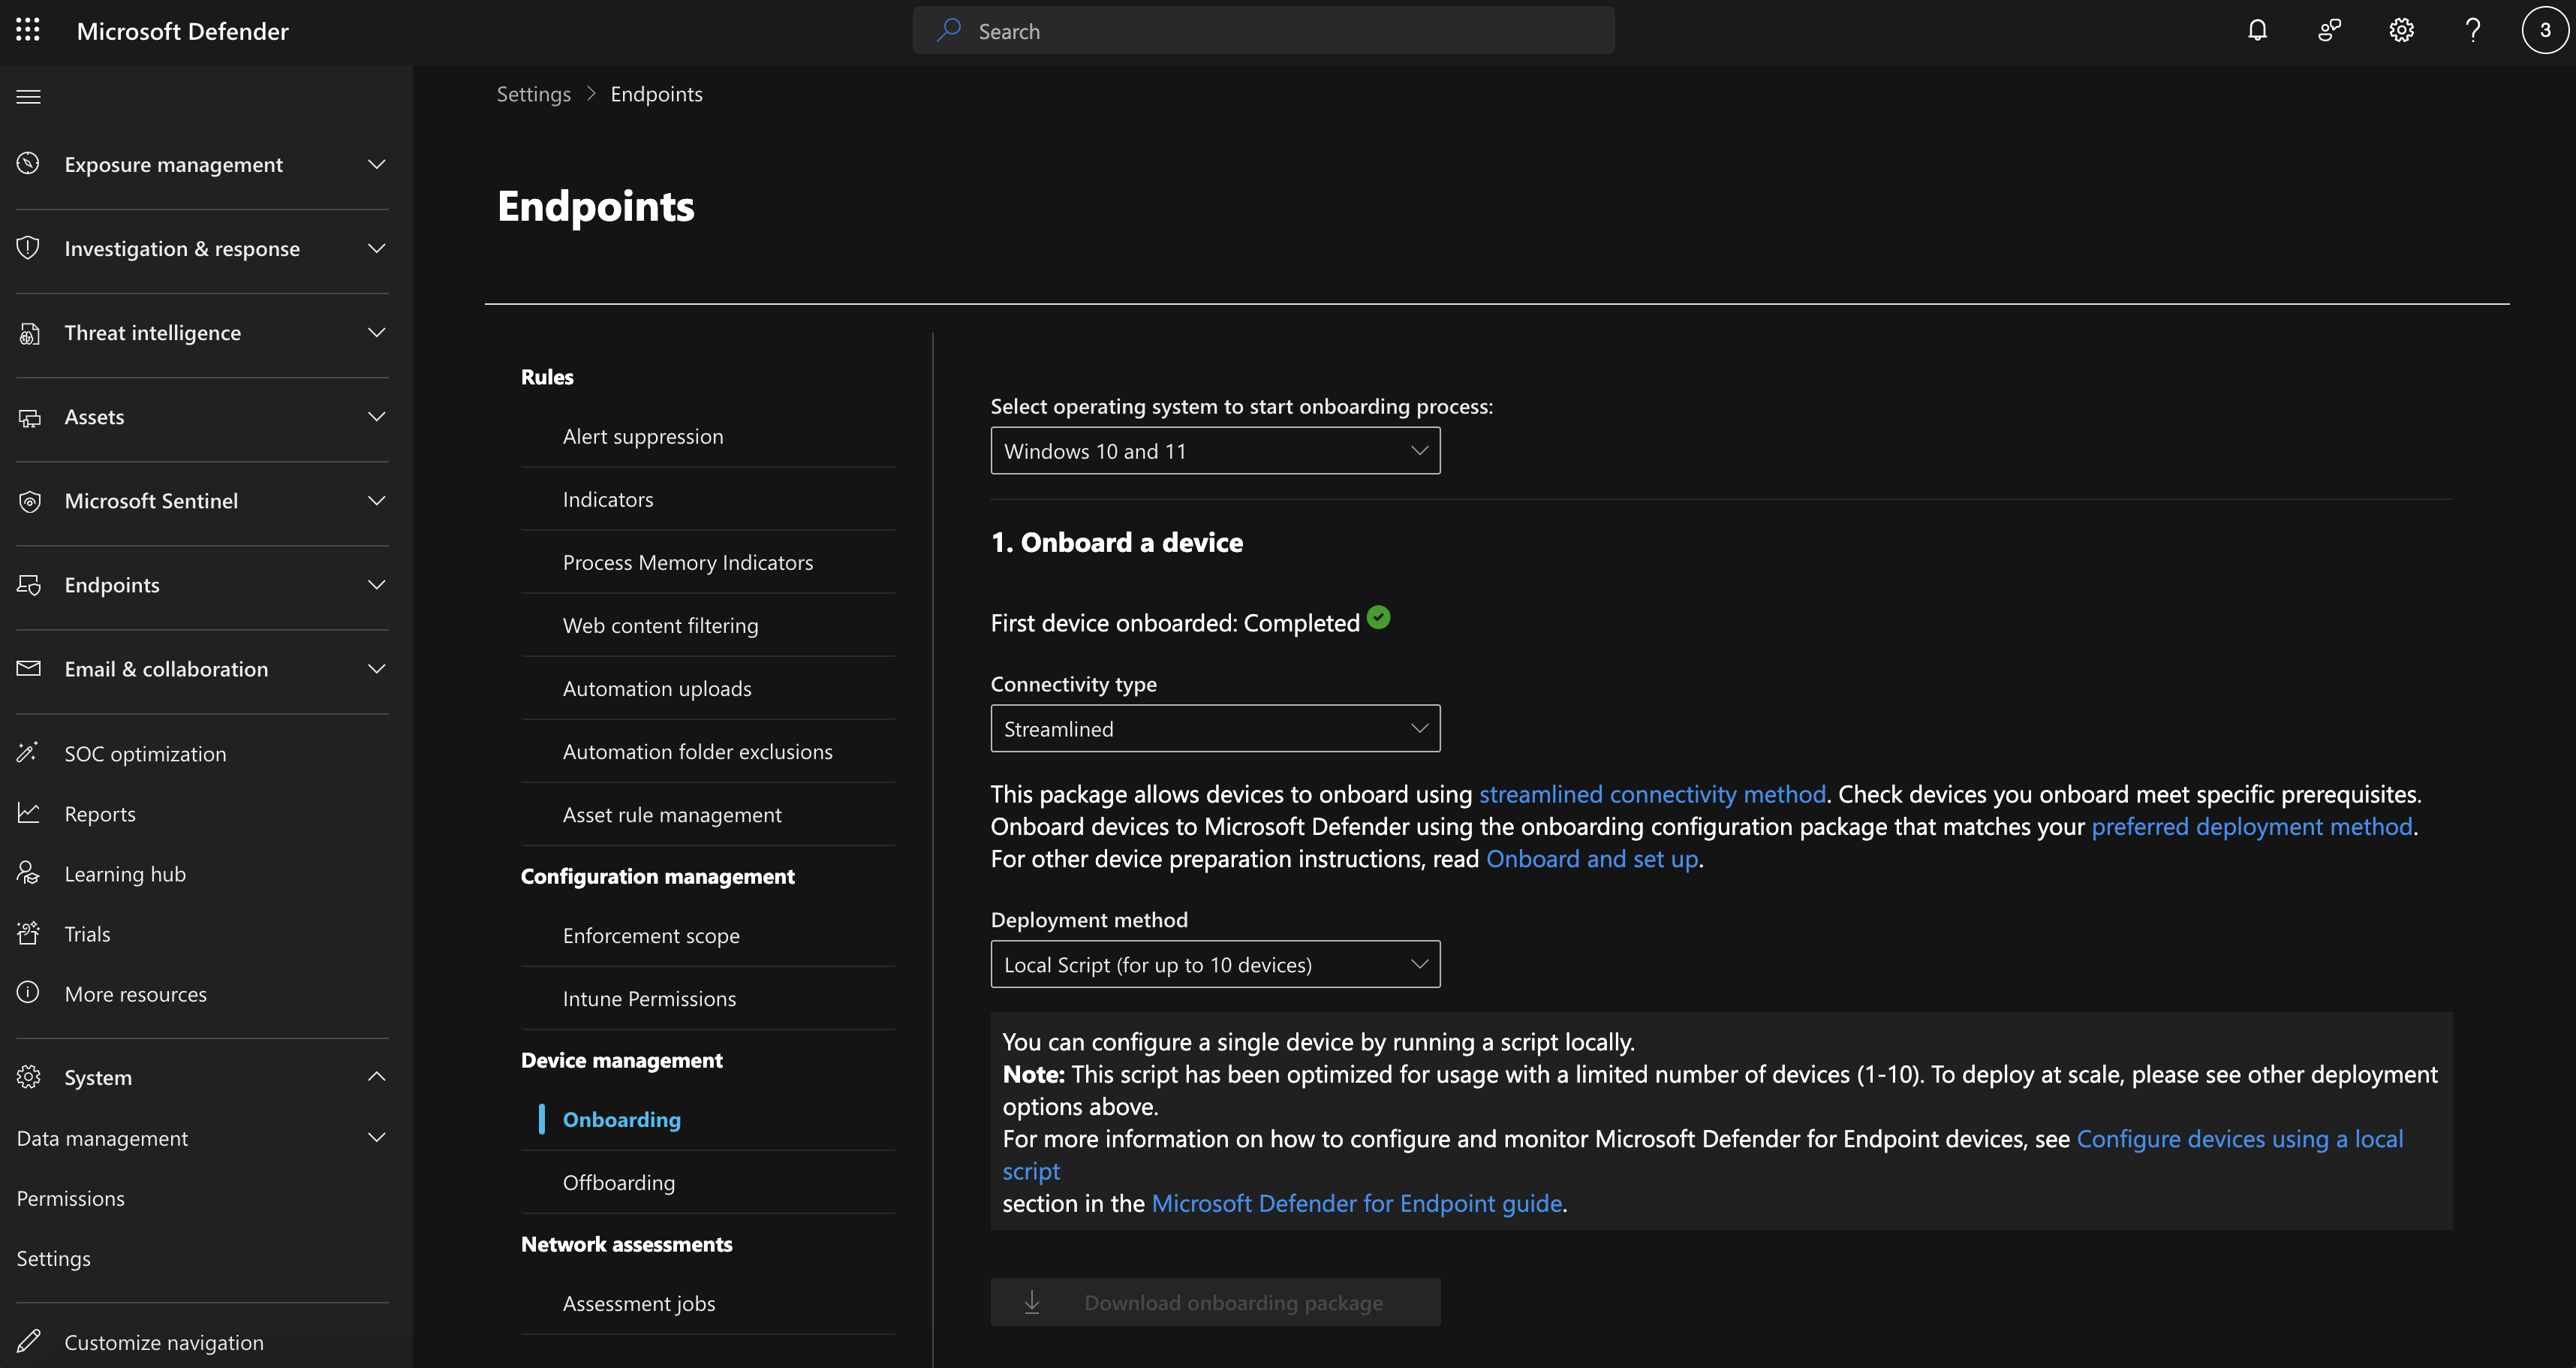 Microsoft Defender
Search
3
Exposure management
Investigation & response
Threat intelligence
Assets
Microsoft Sentinel
Endpoints
Email & collaboration
SOC optimization
Reports
Learning hub
Trials
More resources
System
Data management
Permissions
Settings
Customize navigation
Settings > Endpoints
Endpoints
Rules
Alert suppression
Indicators
Process Memory Indicators
Web content filtering
Automation uploads
Automation folder exclusions
Asset rule management
Configuration management
Enforcement scope
Intune Permissions
Device management
Onboarding
Offboarding
Network assessments
Assessment jobs
Select operating system to start onboarding process:
Windows 10 and 11
1. Onboard a device
First device onboarded: Completed
Connectivity type
Streamlined
This package allows devices to onboard using streamlined connectivity method. Check devices you onboard meet specific prerequisites.
Onboard devices to Microsoft Defender using the onboarding configuration package that matches your preferred deployment method.
For other device preparation instructions, read Onboard and set up.
Deployment method
Local Script (for up to 10 devices)
You can configure a single device by running a script locally.
Note: This script has been optimized for usage with a limited number of devices (1-10). To deploy at scale, please see other deployment
options above.
For more information on how to configure and monitor Microsoft Defender for Endpoint devices, see Configure devices using a local
script
section in the Microsoft Defender for Endpoint guide.
Download onboarding package